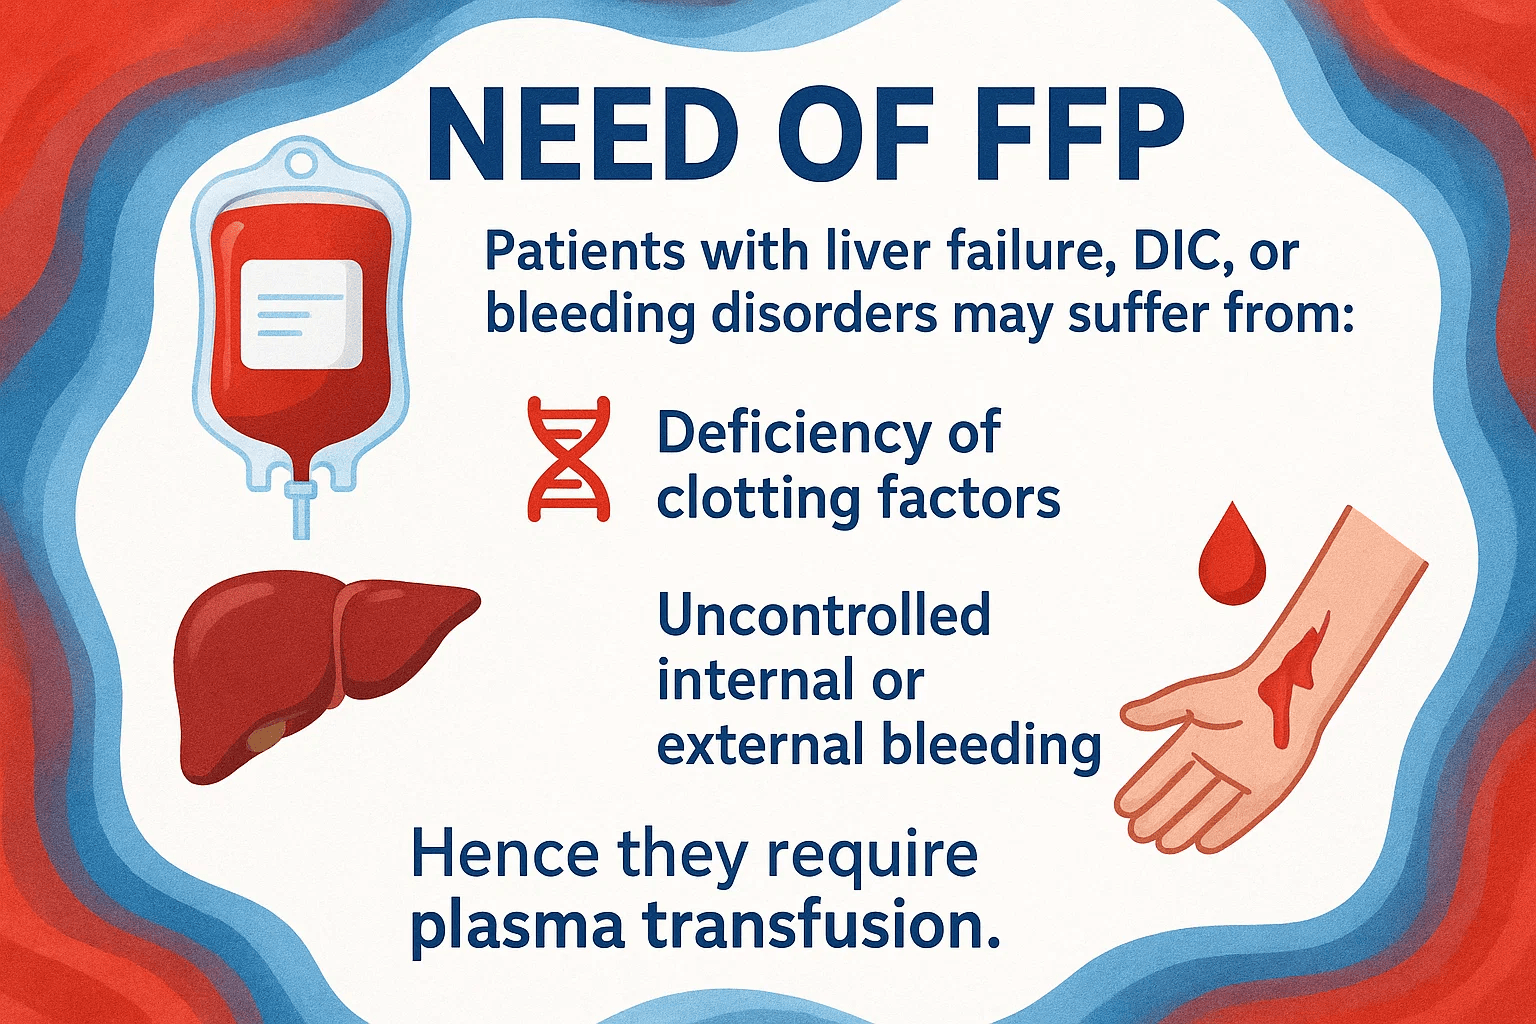 NEED OF FFP
Patients with liver failure, DIC, or
bleeding disorders may suffer from:
Deficiency of
clotting factors
Uncontrolled
internal or
external bleeding
Hence they require
plasma transfusion.